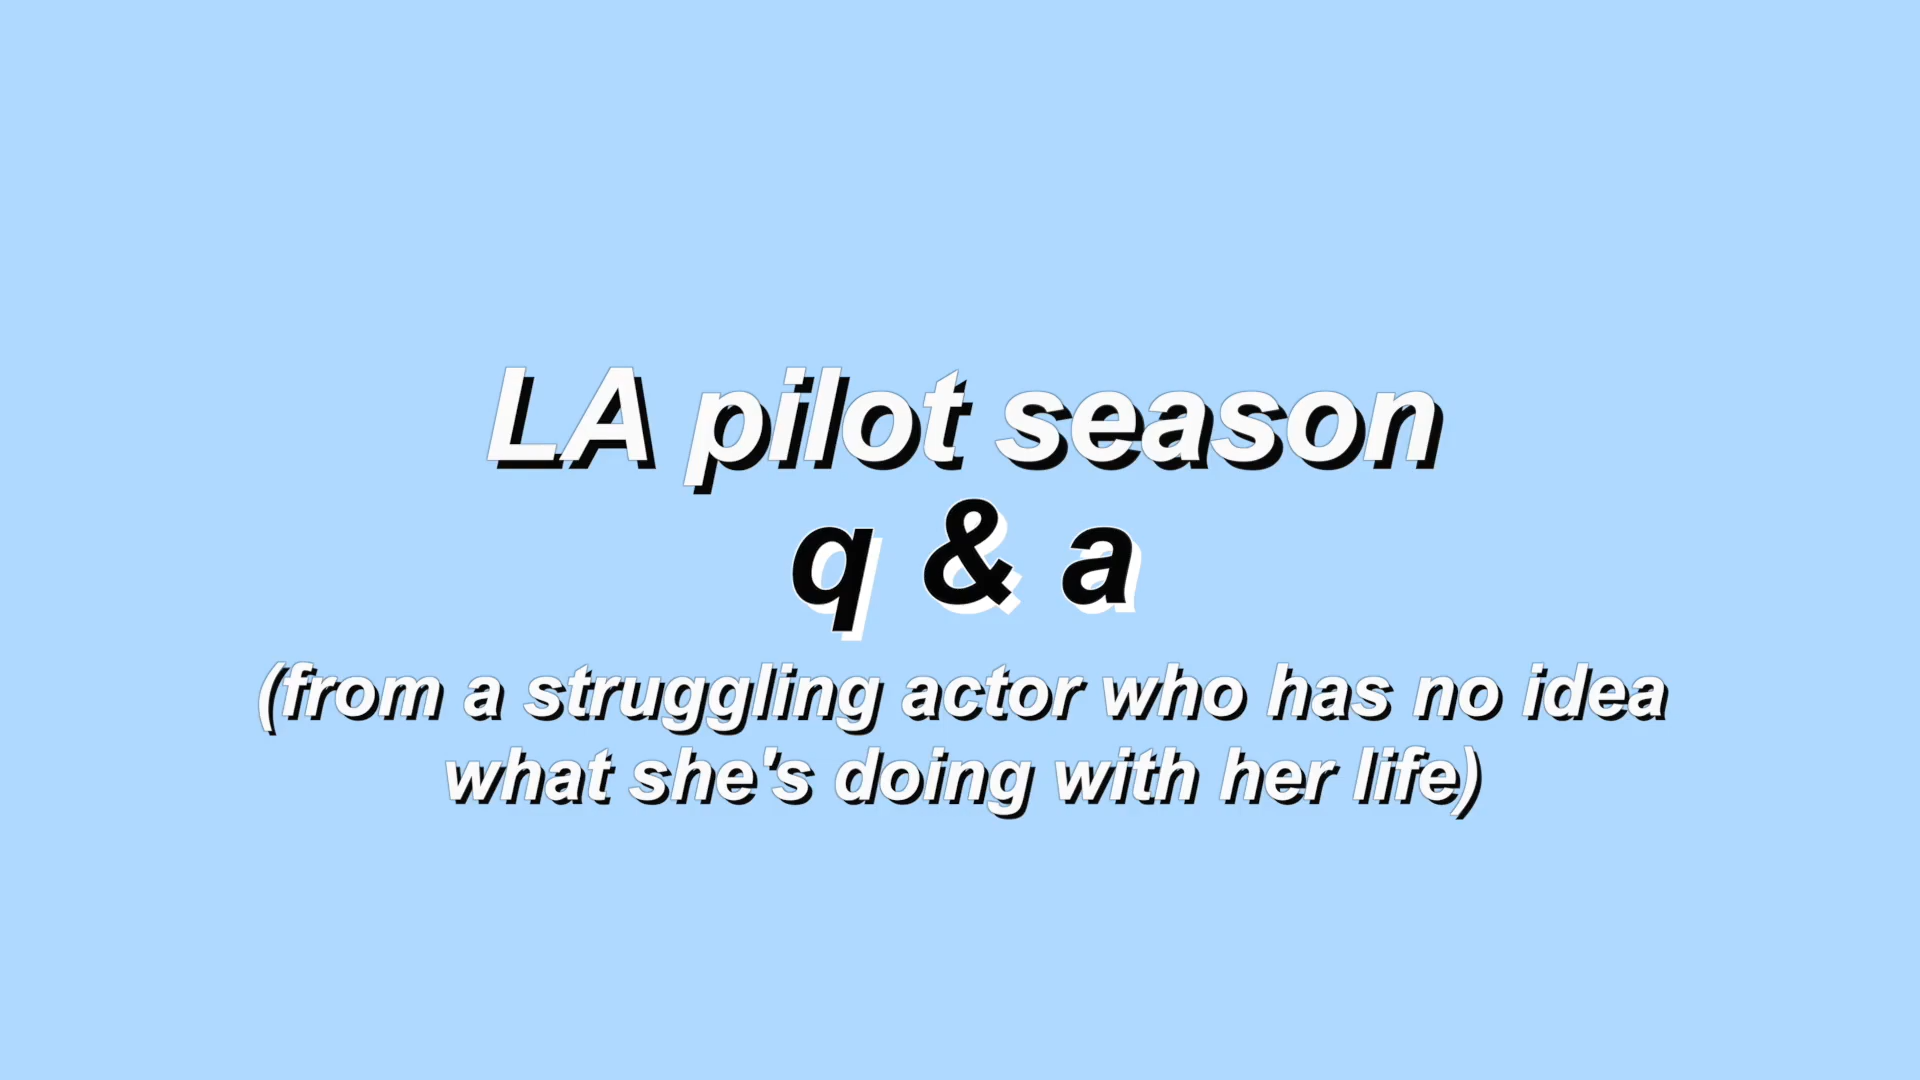 LA pilot season
q & a
(from a struggling actor who has no idea
what she's doing with her life)